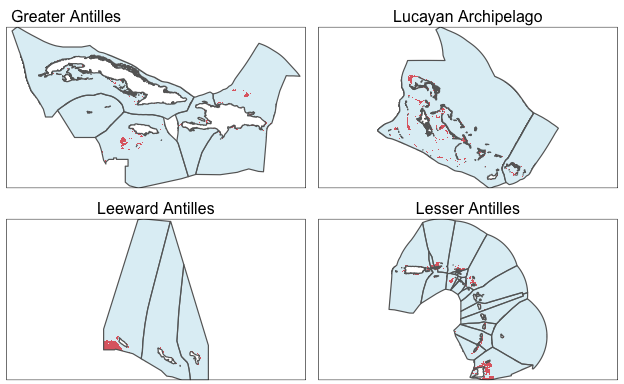 Greater Antilles
Lucayan Archipelago
Leeward Antilles
Lesser Antilles